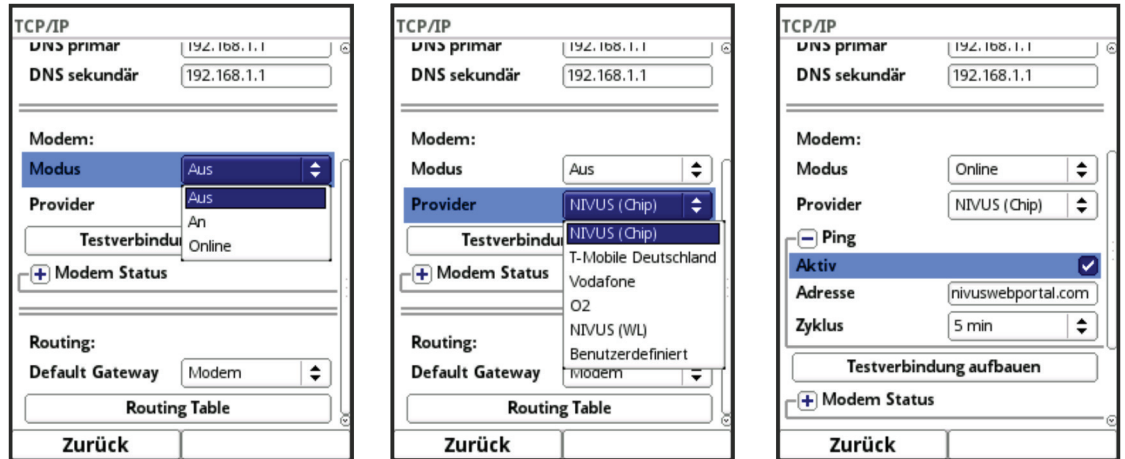 TCP/IP
DNS primär 192.168.1.1
DNS sekundär 192.168.1.1
Modem:
Modus Aus
Aus
Provider
An
Online
Testverbindu
Modem Status
Routing:
Default Gateway Modem
Routing Table
Zurück
TCP/IP
DNS primär 192.168.1.1
DNS sekundär 192.168.1.1
Modem:
Modus Aus
Provider NIVUS (Chip)
NIVUS (Chip)
Testverbindu
T-Mobile Deutschland
Modem Status
Vodafone
O2
NIVUS (WL)
Routing:
Benutzerdefiniert
Default Gateway Modem
Routing Table
Zurück
TCP/IP
DNS primär 192.168.1.1
DNS sekundär 192.168.1.1
Modem:
Modus Online
Provider NIVUS (Chip)
Ping
Aktiv
Adresse nivuswebportal.com
Zyklus 5 min
Testverbindung aufbauen
Modem Status
Zurück